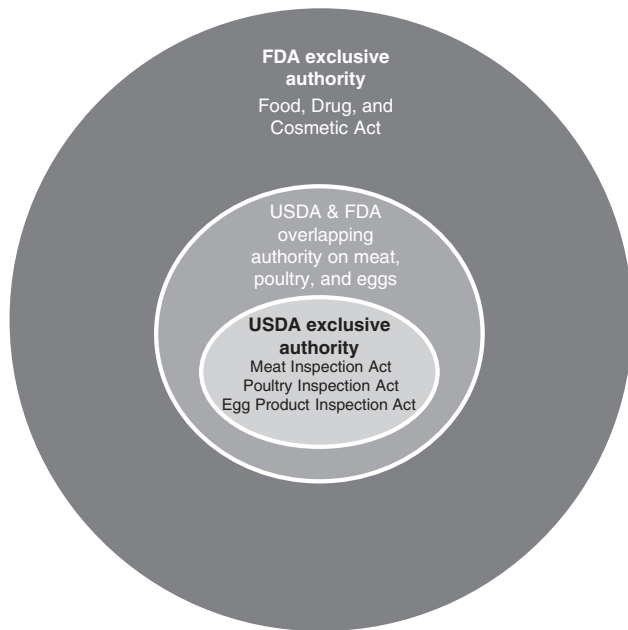 FDA exclusive
authority
Food, Drug, and
Cosmetic Act
USDA & FDA
overlapping
authority on meat,
poultry, and eggs
USDA exclusive
authority
Meat Inspection Act
Poultry Inspection Act
Egg Product Inspection Act